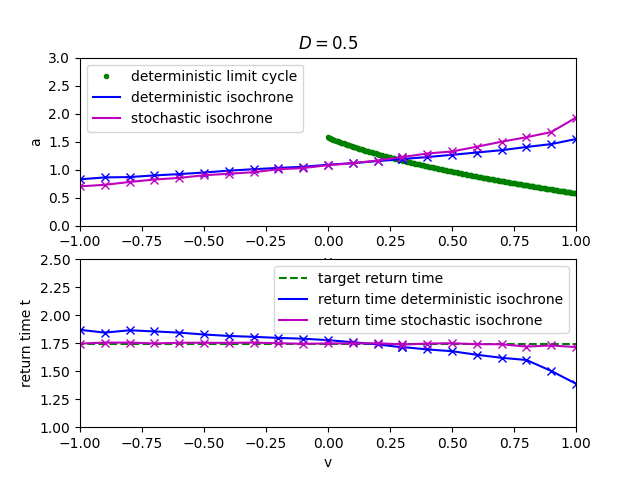 D = 0.5
3.0
2.5
2.0
1.5
1.0
0.5
0.0
a
deterministic limit cycle
deterministic isochrone
stochastic isochrone
−1.00 −0.75 −0.50 −0.25 0.00 0.25 0.50 0.75 1.00
2.50
2.25
2.00
1.75
1.50
1.25
1.00
return time t
target return time
return time deterministic isochrone
return time stochastic isochrone
−1.00 −0.75 −0.50 −0.25 0.00 0.25 0.50 0.75 1.00
v